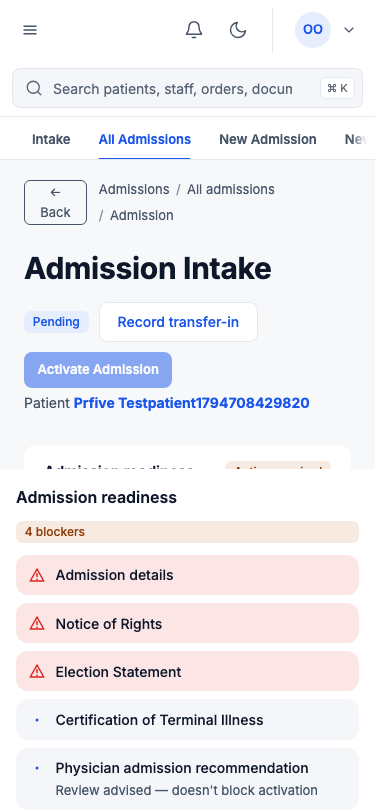 OO
Search patients, staff, orders, docun
⌘ K
Intake
All Admissions
New Admission
Ne
← Back
Admissions / All admissions
/ Admission
Admission Intake
Pending
Record transfer-in
Activate Admission
Patient Prfive Testpatient1794708429820
Admission readiness
4 blockers
Admission details
Notice of Rights
Election Statement
Certification of Terminal Illness
Physician admission recommendation
Review advised — doesn't block activation